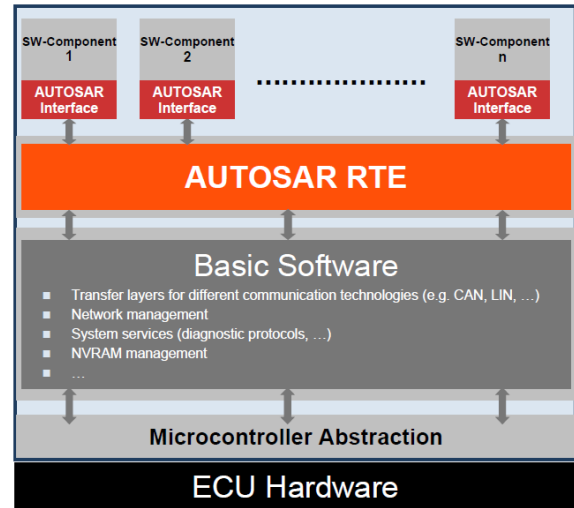 SW-Component SW-Component SW-Component
1 2 n
AUTOSAR AUTOSAR AUTOSAR
Interface Interface Interface
AUTOSAR RTE
Basic Software
Transfer layers for different communication technologies (e.g. CAN, LIN, …)
Network management
System services (diagnostic protocols, …)
NVRAM management
…
Microcontroller Abstraction
ECU Hardware